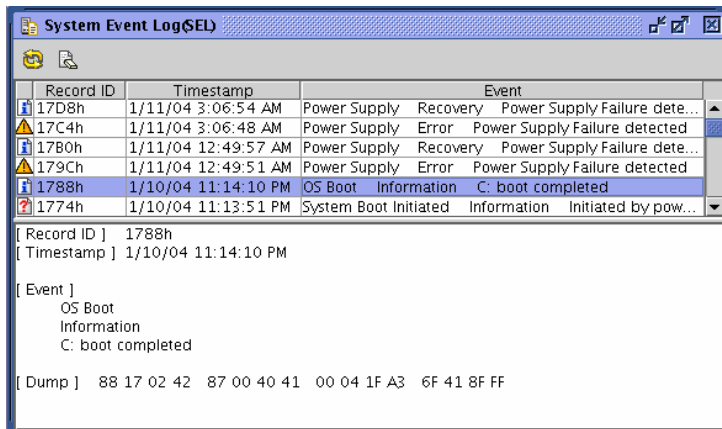 System Event Log(SEL)
Record ID Timestamp Event
17D8h 1/11/04 3:06:54 AM Power Supply Recovery Power Supply Failure dete...
17C4h 1/11/04 3:06:48 AM Power Supply Error Power Supply Failure detected
17B0h 1/11/04 12:49:57 AM Power Supply Recovery Power Supply Failure dete...
179Ch 1/11/04 12:49:51 AM Power Supply Error Power Supply Failure detected
1788h 1/10/04 11:14:10 PM OS Boot Information C: boot completed
1774h 1/10/04 11:13:51 PM System Boot Initiated Information Initiated by pow...
[ Record ID ] 1788h
[ Timestamp ] 1/10/04 11:14:10 PM
[ Event ]
OS Boot
Information
C: boot completed
[ Dump ] 88 17 02 42 87 00 40 41 00 04 1F A3 6F 41 8F FF